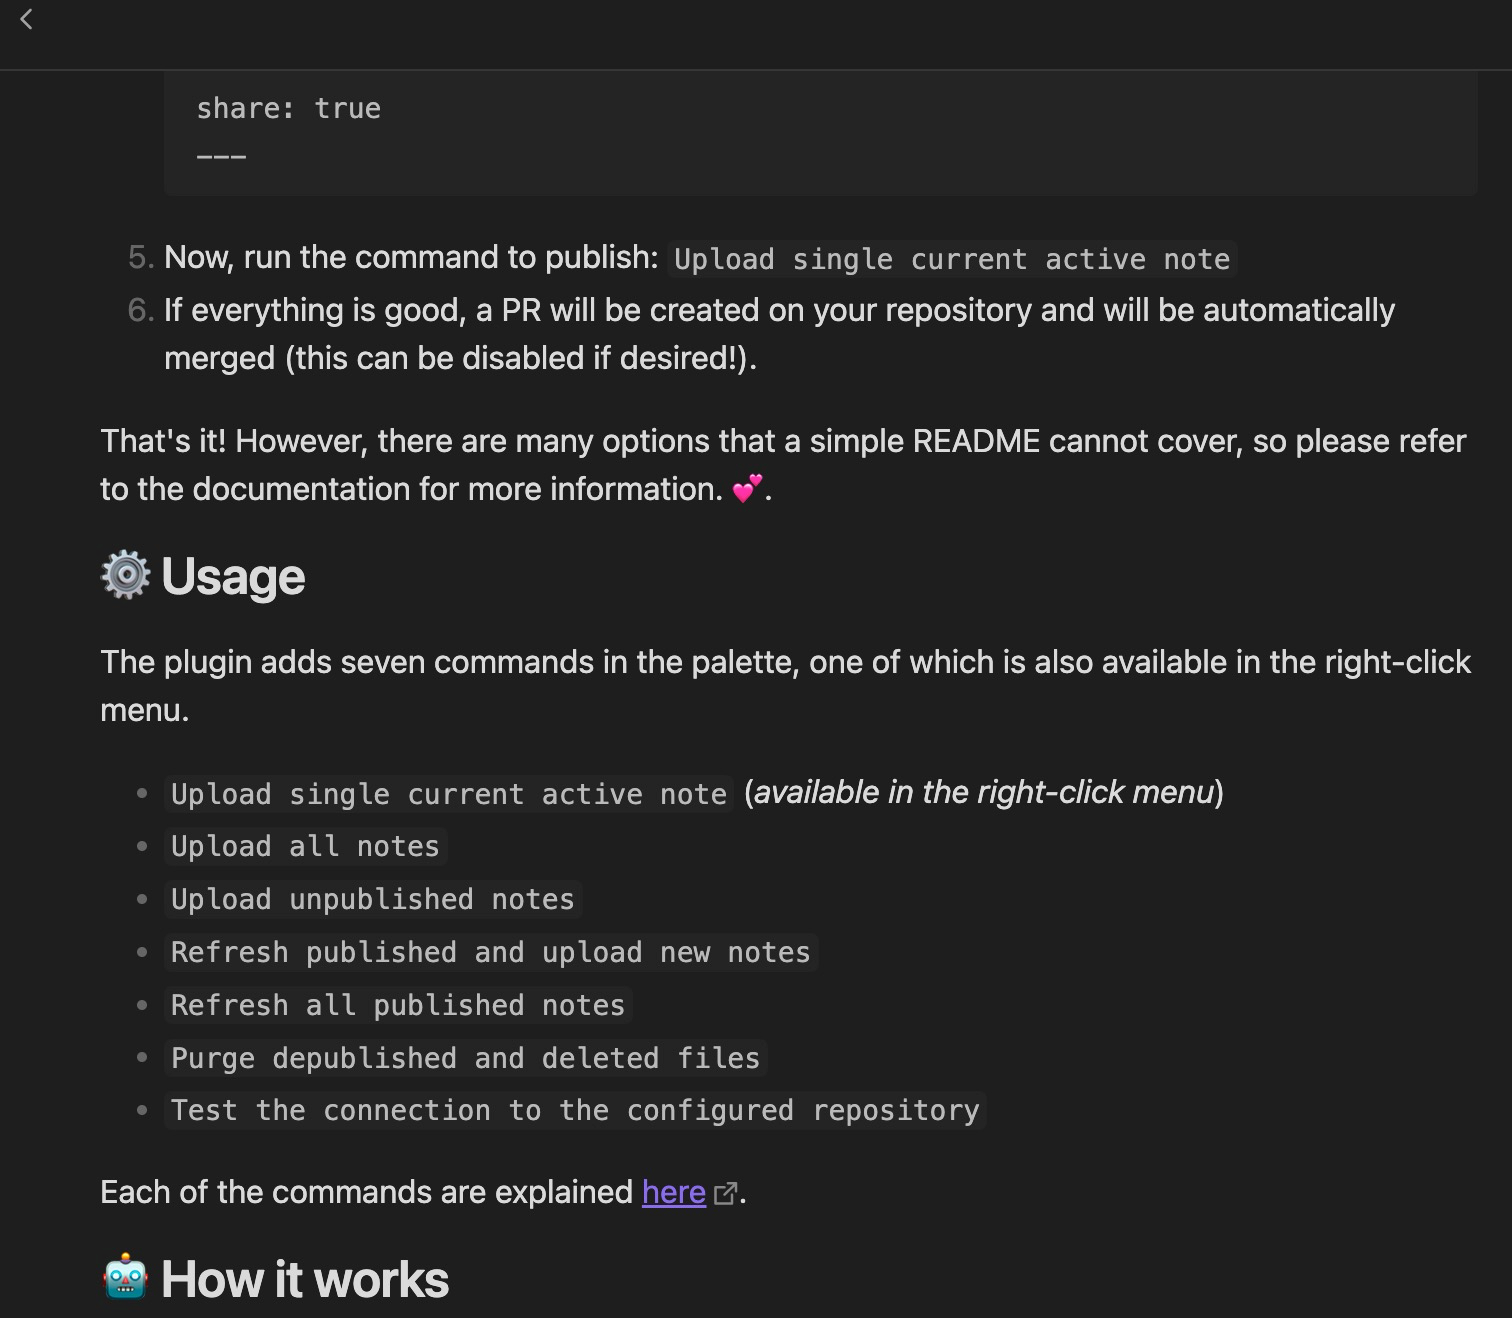 share: true
---
5. Now, run the command to publish: Upload single current active note
6. If everything is good, a PR will be created on your repository and will be automatically
merged (this can be disabled if desired!).
That's it! However, there are many options that a simple README cannot cover, so please refer
to the documentation for more information. 💕.
⚙️ Usage
The plugin adds seven commands in the palette, one of which is also available in the right-click
menu.
• Upload single current active note (available in the right-click menu)
• Upload all notes
• Upload unpublished notes
• Refresh published and upload new notes
• Refresh all published notes
• Purge depublished and deleted files
• Test the connection to the configured repository
Each of the commands are explained here.
🤖 How it works